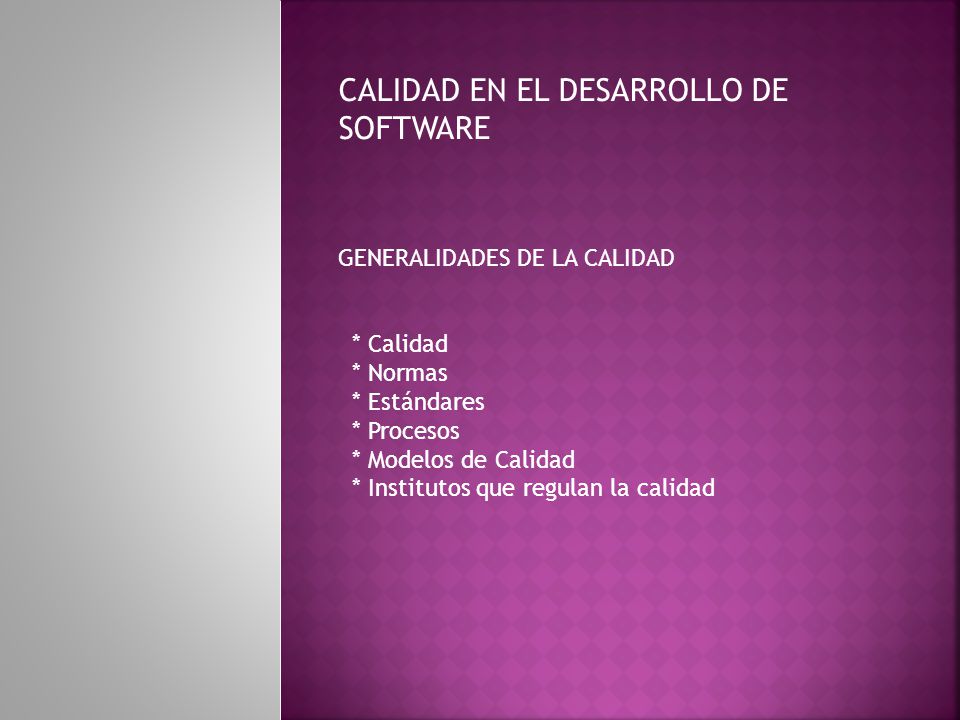 CALIDAD EN EL DESARROLLO DE
SOFTWARE
GENERALIDADES DE LA CALIDAD
* Calidad
* Normas
* Estándares
* Procesos
* Modelos de Calidad
* Institutos que regulan la calidad